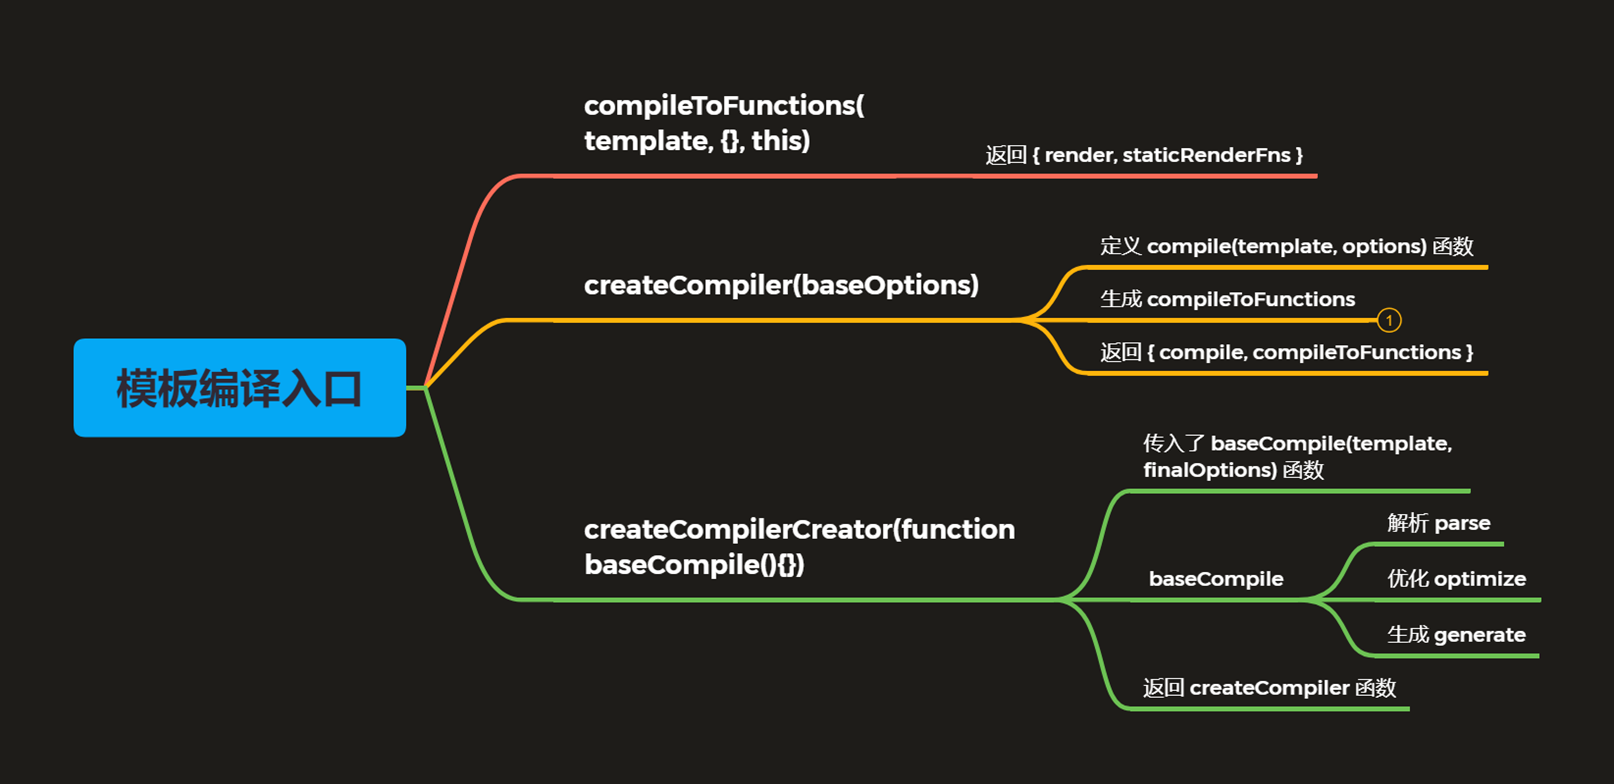 模板编译入口
compileToFunctions(
template, {}, this)
返回 { render, staticRenderFns }
createCompiler(baseOptions)
定义 compile(template, options) 函数
生成 compileToFunctions
1
返回 { compile, compileToFunctions }
createCompilerCreator(function
baseCompile(){})
传入了 baseCompile(template,
finalOptions) 函数
baseCompile
解析 parse
优化 optimize
生成 generate
返回 createCompiler 函数